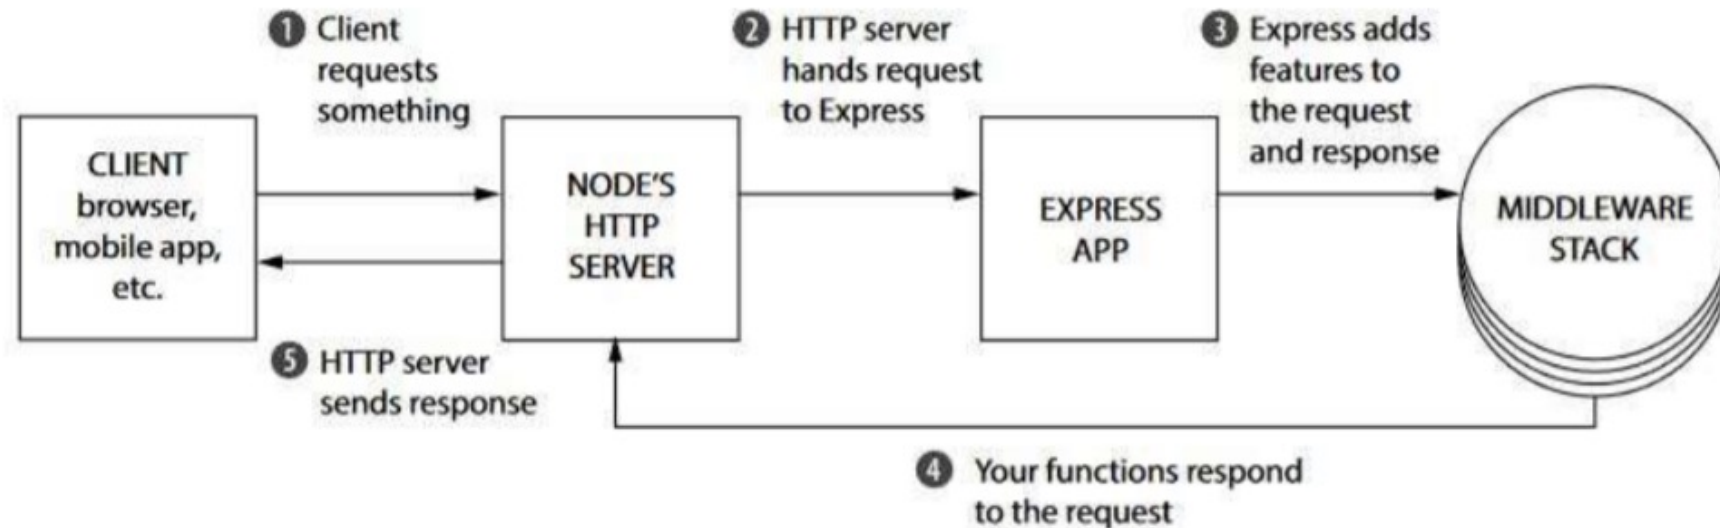 1 Client
requests
something
2 HTTP server
hands request
to Express
3 Express adds
features to
the request
and response
CLIENT
browser,
mobile app,
etc.
NODE'S
HTTP
SERVER
EXPRESS
APP
MIDDLEWARE
STACK
5 HTTP server
sends response
4 Your functions respond
to the request